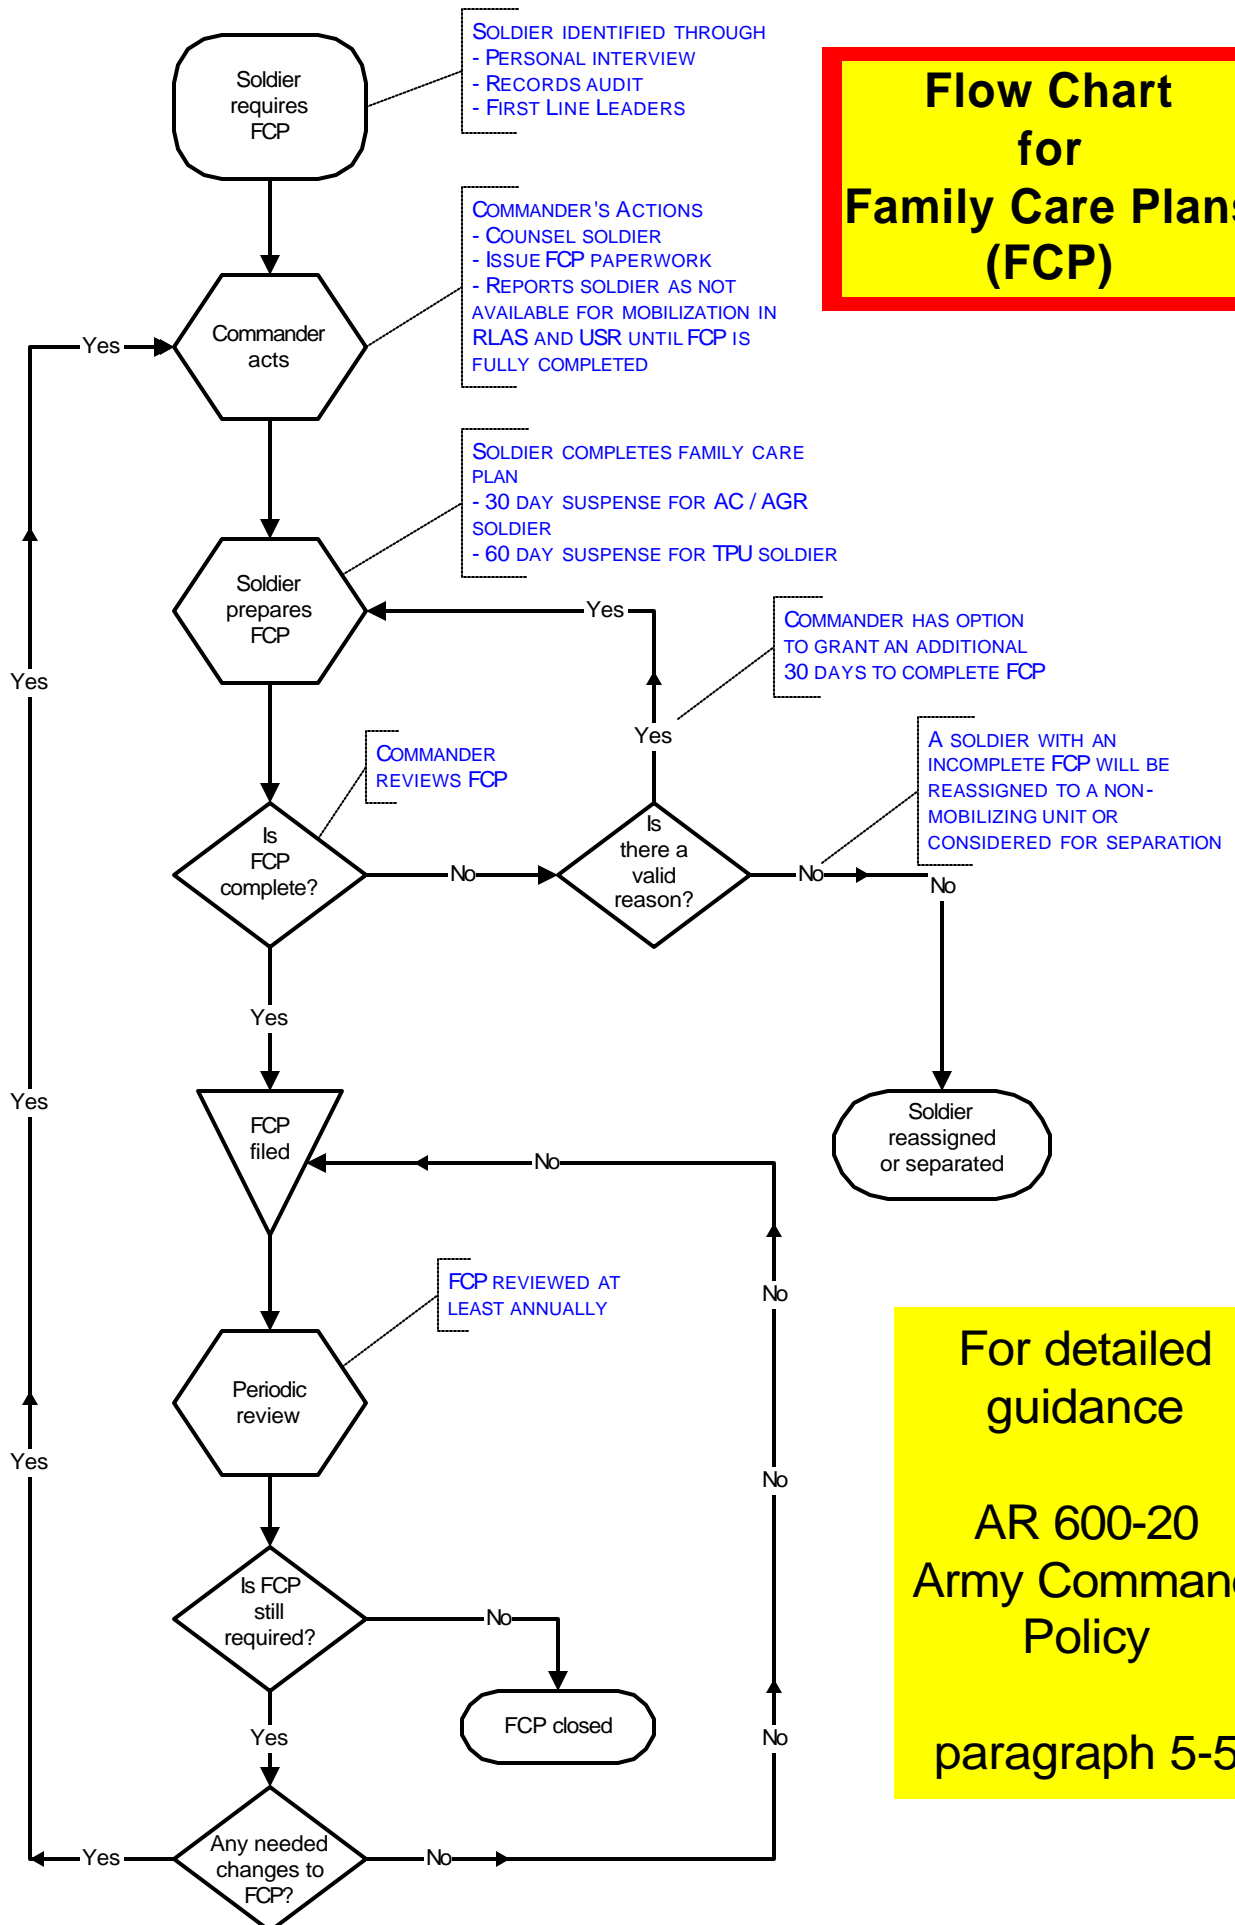 Soldier
requires
FCP
SOLDIER IDENTIFIED THROUGH
- PERSONAL INTERVIEW
- RECORDS AUDIT
- FIRST LINE LEADERS
Flow Chart
for
Family Care Plans
(FCP)
COMMANDER'S ACTIONS
- COUNSEL SOLDIER
- ISSUE FCP PAPERWORK
- REPORTS SOLDIER AS NOT
AVAILABLE FOR MOBILIZATION IN
RLAS AND USR UNTIL FCP IS
FULLY COMPLETED
Yes
Commander
acts
SOLDIER COMPLETES FAMILY CARE
PLAN
- 30 DAY SUSPENSE FOR AC / AGR
SOLDIER
- 60 DAY SUSPENSE FOR TPU SOLDIER
Soldier
prepares
FCP
Yes
COMMANDER HAS OPTION
TO GRANT AN ADDITIONAL
30 DAYS TO COMPLETE FCP
Yes
Yes
COMMANDER
REVIEWS FCP
A SOLDIER WITH AN
INCOMPLETE FCP WILL BE
REASSIGNED TO A NON-
MOBILIZING UNIT OR
CONSIDERED FOR SEPARATION
Is
FCP
complete?
No
Is
there a
valid
reason?
No
No
Yes
Yes
FCP
filed
Soldier
reassigned
or separated
No
FCP REVIEWED AT
LEAST ANNUALLY
No
Periodic
review
Yes
No
For detailed
guidance
AR 600-20
Army Command
Policy
paragraph 5-5
Is FCP
still
required?
No
FCP closed
Yes
No
Yes
Any needed
changes to
FCP?
No